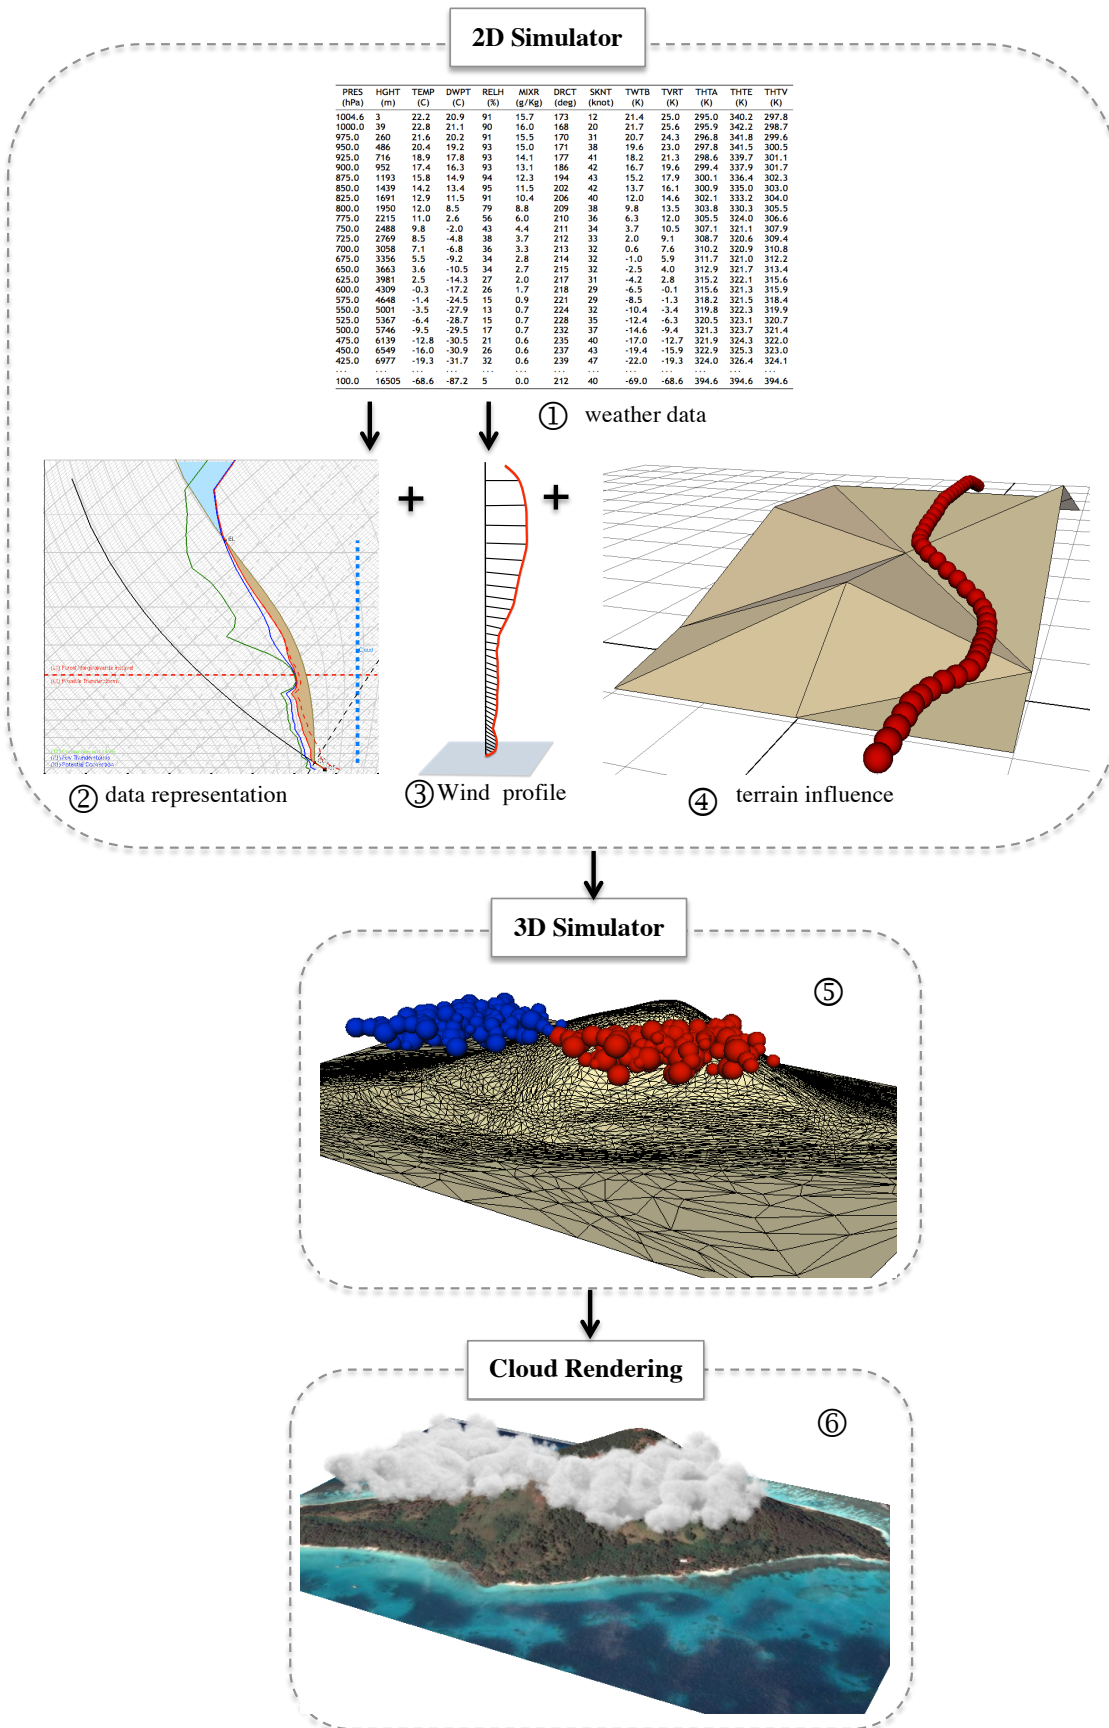 2D Simulator
PRES HGHT TEMP DWPT RELH MIXR DRCT SKNT TWTB TVRT THTA THTE THTV
(hPa) (m) (C) (C) (%) (g/Kg) (deg) (knot) (K) (K) (K) (K) (K)
1004.6 3 22.2 20.9 91 15.7 173 12 21.4 25.0 295.0 340.2 297.8
1000.0 39 22.8 21.1 90 16.0 168 20 21.7 25.6 295.9 342.2 298.7
975.0 260 21.6 20.2 91 15.5 170 31 20.7 24.3 296.8 341.8 299.6
950.0 486 20.4 19.2 93 15.0 171 38 19.6 23.0 297.8 341.5 300.5
925.0 716 18.9 17.8 93 14.1 177 41 18.2 21.3 298.6 339.7 301.1
900.0 952 17.4 16.3 93 13.1 186 42 16.7 19.6 299.4 337.9 301.7
875.0 1193 15.8 14.9 94 12.3 194 43 15.2 17.9 300.1 336.4 302.3
850.0 1439 14.2 13.4 95 11.5 202 42 13.7 16.1 300.9 335.0 303.0
825.0 1691 12.9 11.5 91 10.4 206 40 12.0 14.6 302.1 333.2 304.0
800.0 1950 12.0 8.5 79 8.8 209 38 9.8 13.5 303.8 330.3 305.5
775.0 2215 11.0 2.6 56 6.0 210 36 6.3 12.0 305.5 324.0 306.6
750.0 2488 9.8 -2.0 43 4.4 211 34 3.7 10.5 307.1 321.1 307.9
725.0 2769 8.5 -4.8 38 3.7 212 33 2.0 9.1 308.7 320.6 309.4
700.0 3058 7.1 -6.8 36 3.3 213 32 0.6 7.6 310.2 320.9 310.8
675.0 3356 5.5 -9.2 34 2.8 214 32 -1.0 5.9 311.7 321.0 312.2
650.0 3663 3.6 -10.5 34 2.7 215 32 -2.5 4.0 312.9 321.7 313.4
625.0 3981 2.5 -14.3 27 2.0 217 31 -4.2 2.8 315.2 322.1 315.6
600.0 4309 -0.3 -17.2 26 1.7 218 29 -6.5 -0.1 315.6 321.3 315.9
575.0 4648 -1.4 -24.5 15 0.9 221 29 -8.5 -1.3 318.2 321.5 318.4
550.0 5001 -3.5 -27.9 13 0.7 224 32 -10.4 -3.4 319.8 322.3 319.9
525.0 5367 -6.4 -28.7 15 0.7 228 35 -12.4 -6.3 320.5 323.1 320.7
500.0 5746 -9.5 -29.5 17 0.7 232 37 -14.6 -9.4 321.3 323.7 321.4
475.0 6139 -12.8 -30.5 21 0.6 235 40 -17.0 -12.7 321.9 324.3 322.0
450.0 6549 -16.0 -30.9 26 0.6 237 43 -19.4 -15.9 322.9 325.3 323.0
425.0 6977 -19.3 -31.7 32 0.6 239 47 -22.0 -19.3 324.0 326.4 324.1
... ... ... ... ... ... ... ... ... ... ... ... ...
100.0 16505 -68.6 -87.2 5 0.0 212 40 -69.0 -68.6 394.6 394.6 394.6
① weather data
+ +
EL
② data representation
③ Wind profile
④ terrain influence
3D Simulator
⑤
Cloud Rendering
⑥